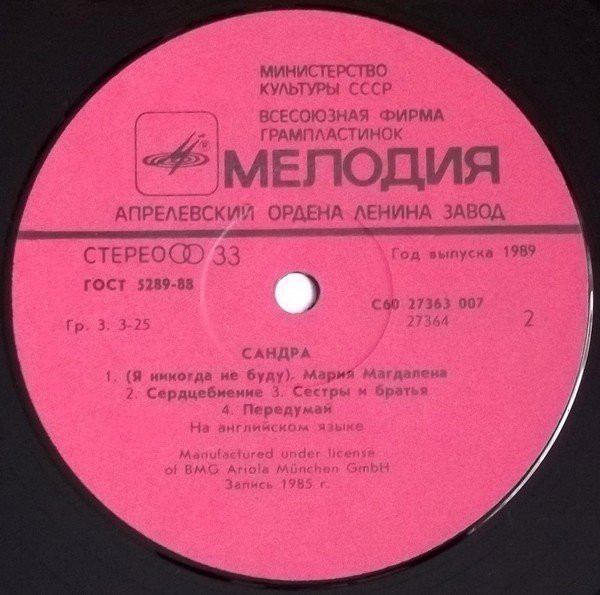 МИНИСТЕРСТВО
КУЛЬТУРЫ СССР
ВСЕСОЮЗНАЯ ФИРМА
ГРАМПЛАСТИНОК
МЕЛОДИЯ
АПРЕЛЕВСКИЙ ОРДЕНА ЛЕНИНА ЗАВОД
СТЕРЕО 33
Год выпуска 1989
ГОСТ 5289-88
С60 27363 007
Гр. 3. 3-25
27364
2
САНДРА
1. (Я никогда не буду). Мария Магдалена
2. Сердцебиение 3. Сестры и братья
4. Передумай
На английском языке
Manufactured under license
of BMG Ariola München GmbH
Запись 1985 г.